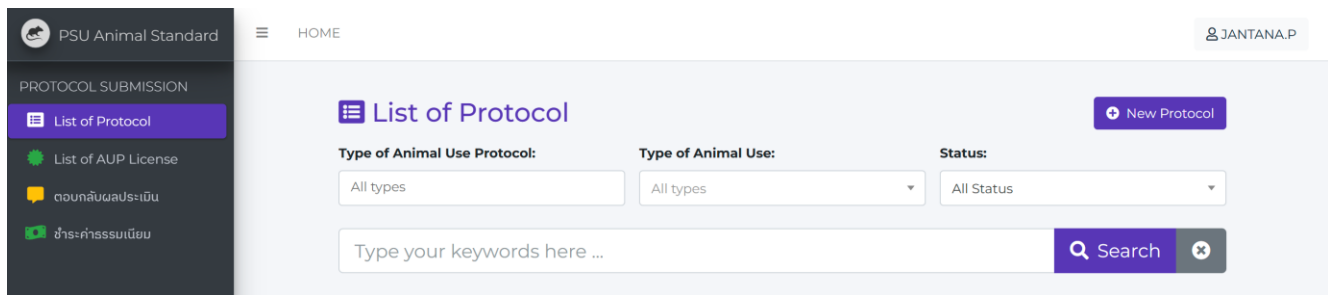 PSU Animal Standard
HOME
JANTANA.P
PROTOCOL SUBMISSION
List of Protocol
List of AUP License
ตอบกลับผลประเมิน
ชำระค่าธรรมเนียม
List of Protocol
New Protocol
Type of Animal Use Protocol:
Type of Animal Use:
Status:
All types
All types
All Status
Type your keywords here ...
Search